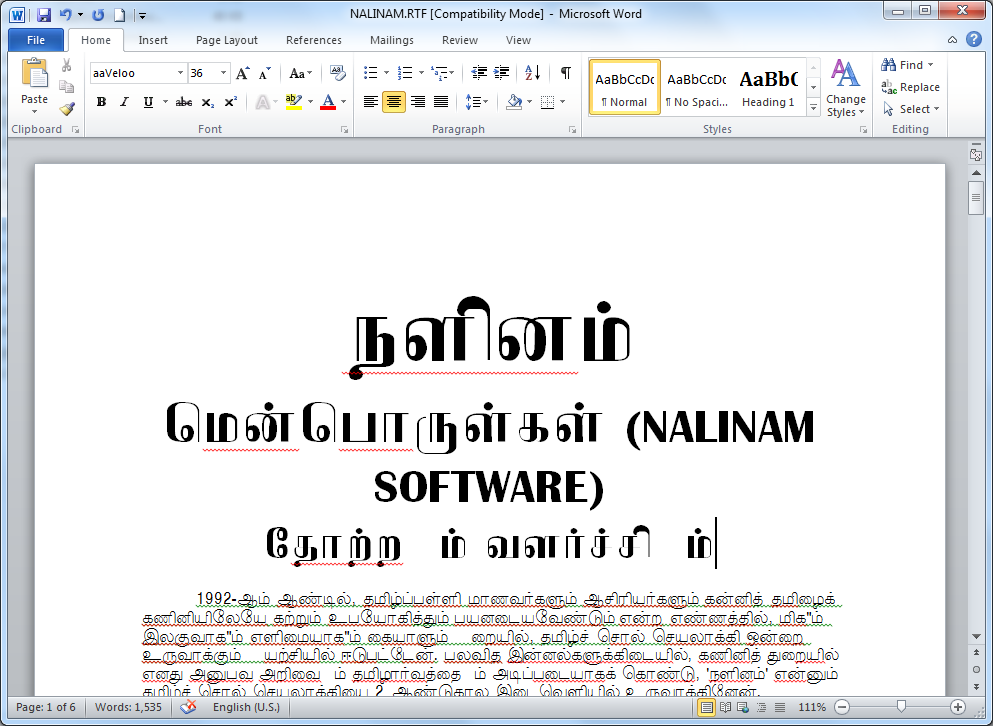 NALINAM.RTF [Compatibility Mode] - Microsoft Word
File Home Insert Page Layout References Mailings Review View
Paste
aaVeloo 36 Aa
B I U abc x₂ x² A ab A
AaBbCcDc AaBbCcDc AaBbC
¶ Normal ¶ No Spaci... Heading 1
Change Styles
Find
Replace
Select
Clipboard Font Paragraph Styles Editing
நளினம்
மென்பொருள்கள் (NALINAM
SOFTWARE)
தோற்ற ம் வளர்ச்சி ம்
1992-ஆம் ஆண்டில், தமிழ்ப்பள்ளி மாணவர்களும் ஆசிரியர்களும் கன்னித் தமிழைக்
கணினியிலேயே கற்றும் உபயோகித்தும் பயனடையவேண்டும் என்ற எண்ணத்தில், மிக"ம்
இலகுவாக"ம் எளிமையாக"ம் கையாளும் றையில், தமிழ்ச் சொல் செயலாக்கி ஒன்றை
உருவாக்கும் யற்சியில் ஈடுபட்டேன். பலவித இன்னல்களுக்கிடையில், கணினித் துறையில்
எனது அனுபவ அறிவை ம் தமிழார்வத்தை ம் அடிப்படையாகக் கொண்டு, 'நளினம்' என்னும்
தமிழ்ச் சொல் செயலாக்கியை 2 ஆண்டுகால இடைவெளியில் உருவாக்கினேன்.
Page: 1 of 6 Words: 1,535 English (U.S.) 111%